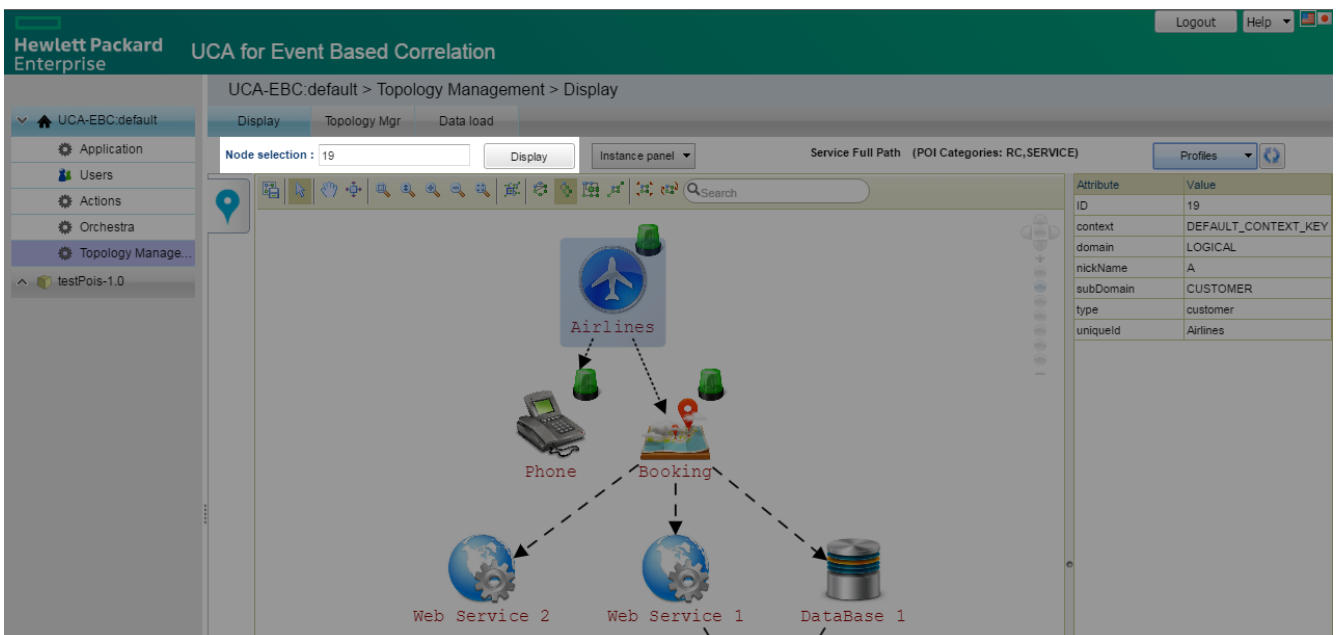 Logout Help
Hewlett Packard
Enterprise
UCA for Event Based Correlation
UCA-EBC:default > Topology Management > Display
UCA-EBC:default
Application
Users
Actions
Orchestra
Topology Manage...
testPois-1.0
Display Topology Mgr Data load
Node selection : 19 Display Instance panel Service Full Path (POI Categories: RC,SERVICE) Profiles
Search
Attribute Value
ID 19
context DEFAULT_CONTEXT_KEY
domain LOGICAL
nickName A
subDomain CUSTOMER
type customer
uniqueId Airlines
Airlines
Phone Booking
Web Service 2 Web Service 1 DataBase 1